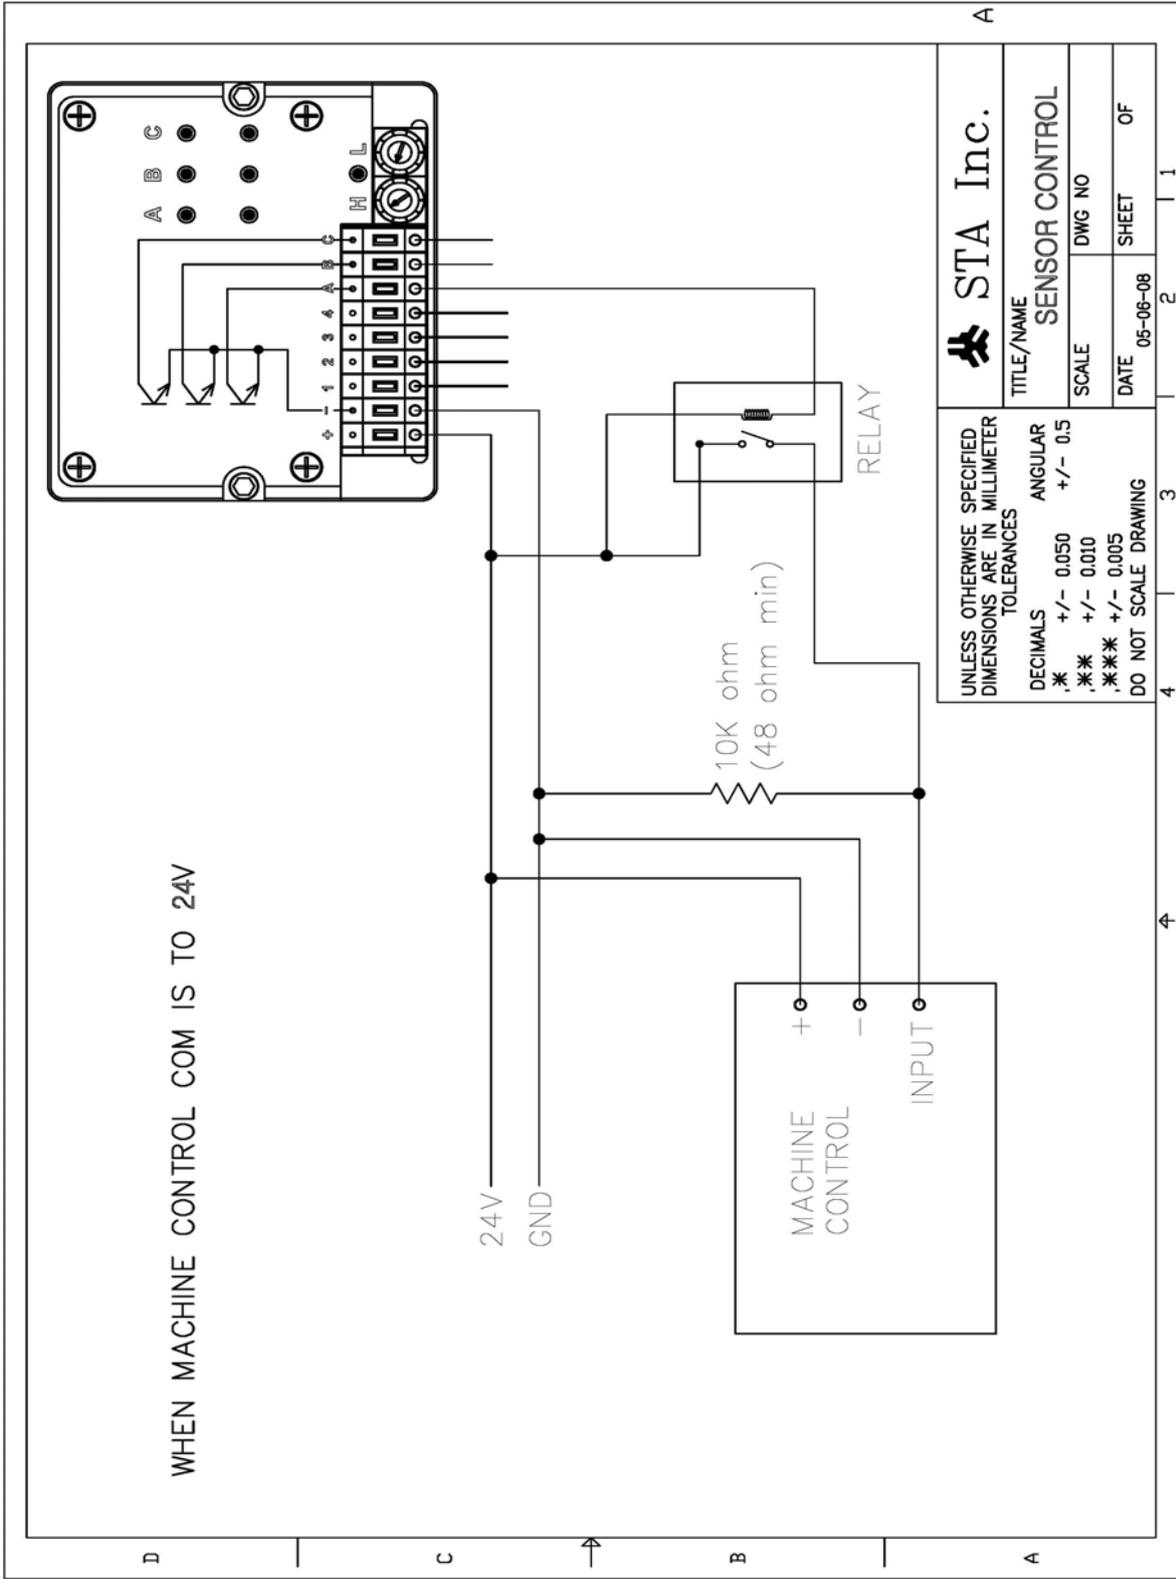 WHEN MACHINE CONTROL COM IS TO 24V
A B C
H L
+ - 1 2 3 4 A B C
24V
GND
RELAY
10K ohm
(48 ohm min)
MACHINE
CONTROL
+
-
INPUT
UNLESS OTHERWISE SPECIFIED
DIMENSIONS ARE IN MILLIMETER
TOLERANCES
DECIMALS ANGULAR
.* +/- 0.050 +/- 0.5
.** +/- 0.010
.*** +/- 0.005
DO NOT SCALE DRAWING
STA Inc.
TITLE/NAME
SENSOR CONTROL
SCALE DWG NO
DATE 05-06-08 SHEET OF
D
C
B
A
4 3 2 1
A